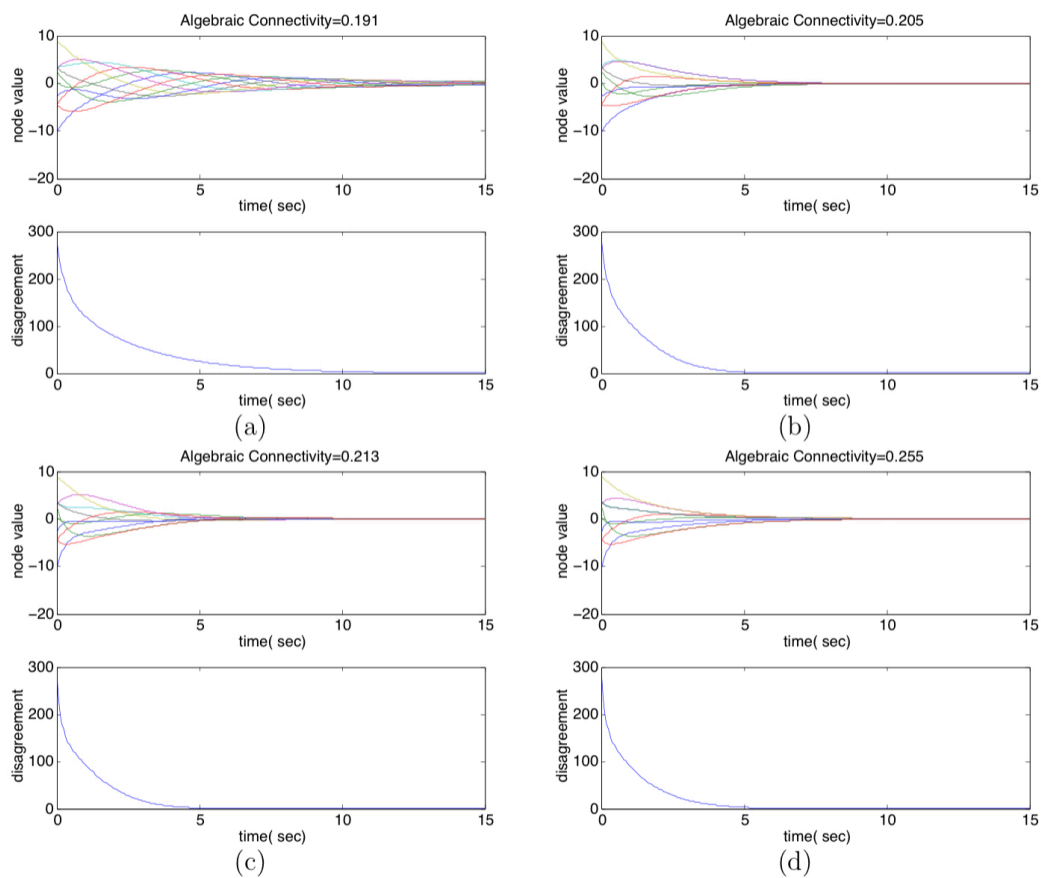 Algebraic Connectivity=0.191
10
0
−10
−20
node value
0 5 10 15
time( sec)
300
200
100
0
disagreement
0 5 10 15
time( sec)
(a)
Algebraic Connectivity=0.205
10
0
−10
−20
node value
0 5 10 15
time( sec)
300
200
100
0
disagreement
0 5 10 15
time( sec)
(b)
Algebraic Connectivity=0.213
10
0
−10
−20
node value
0 5 10 15
time( sec)
300
200
100
0
disagreement
0 5 10 15
time( sec)
(c)
Algebraic Connectivity=0.255
10
0
−10
−20
node value
0 5 10 15
time( sec)
300
200
100
0
disagreement
0 5 10 15
time( sec)
(d)